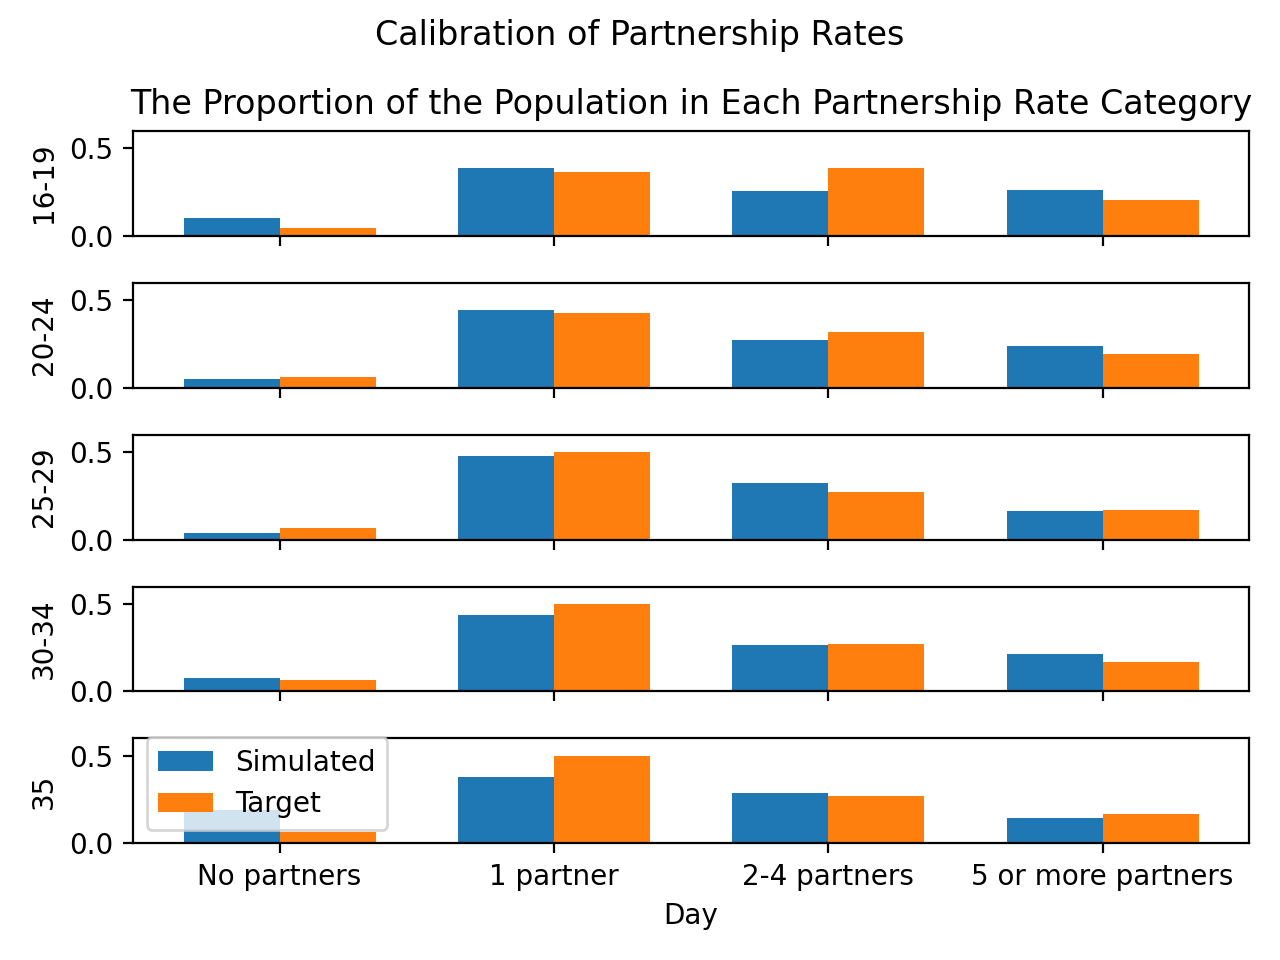 Calibration of Partnership Rates
The Proportion of the Population in Each Partnership Rate Category
0.5
0.0
16-19
0.5
0.0
20-24
0.5
0.0
25-29
0.5
0.0
30-34
0.5
0.0
35
Simulated
Target
No partners
1 partner
2-4 partners
5 or more partners
Day